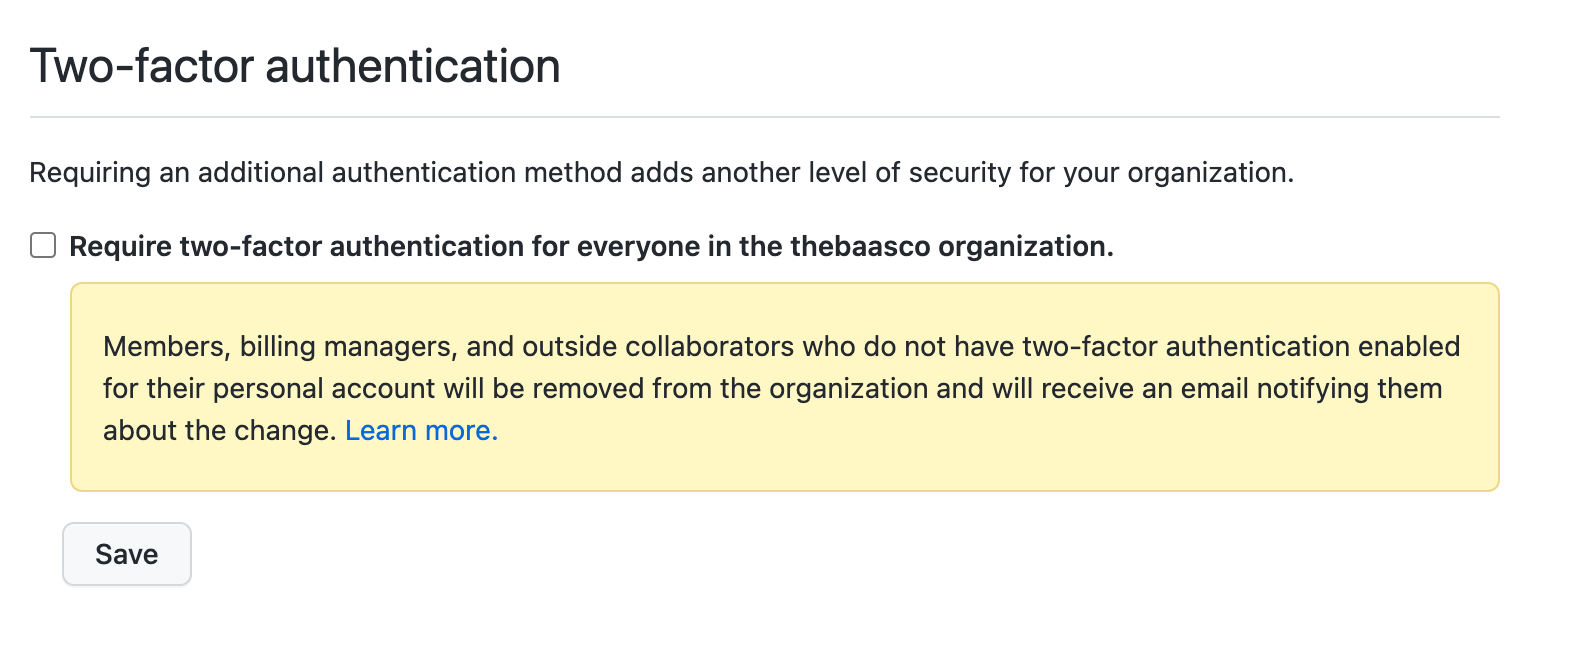 Two-factor authentication
Requiring an additional authentication method adds another level of security for your organization.
Require two-factor authentication for everyone in the thebaasco organization.
Members, billing managers, and outside collaborators who do not have two-factor authentication enabled
for their personal account will be removed from the organization and will receive an email notifying them
about the change. Learn more.
Save